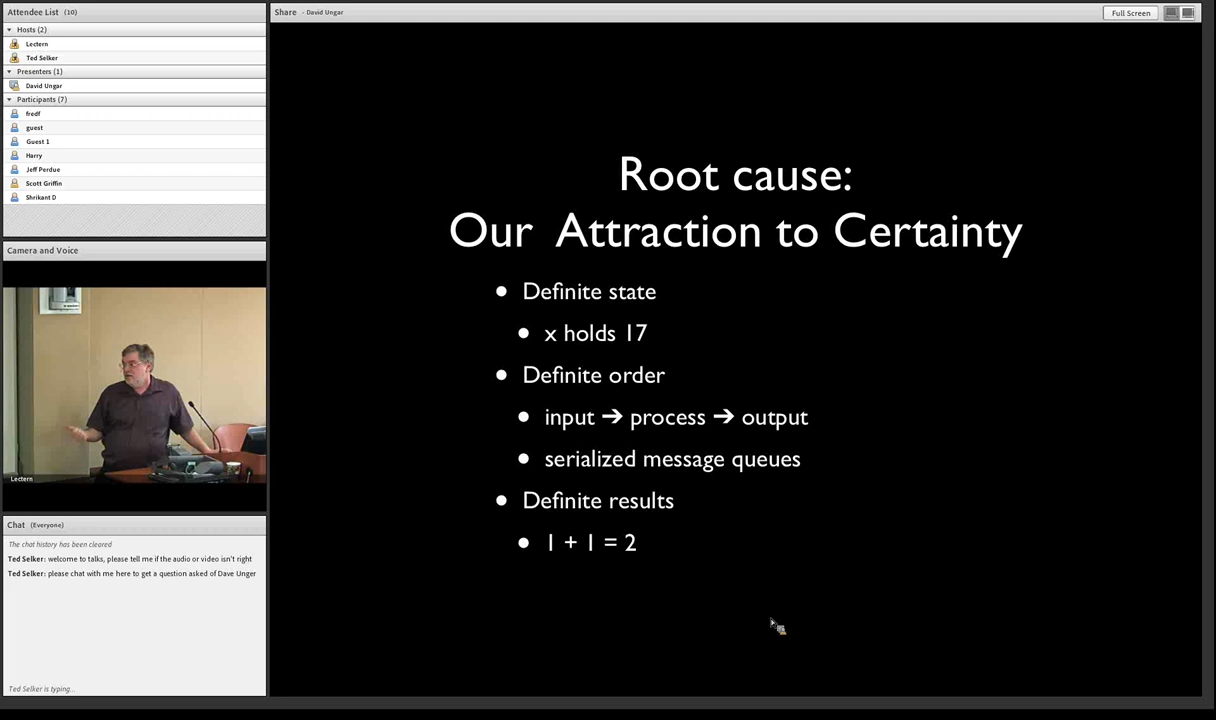 Attendee List (10)
Hosts (2)
Lectern
Ted Selker
Presenters (1)
David Ungar
Participants (7)
fredf
guest
Guest 1
Harry
Jeff Perdue
Scott Griffin
Shrikant D
Camera and Voice
Lectern
Chat (Everyone)
The chat history has been cleared
Ted Selker: welcome to talks, please tell me if the audio or video isn't right
Ted Selker: please chat with me here to get a question asked of Dave Unger
Ted Selker is typing...
Share - David Ungar
Full Screen
Root cause:
Our Attraction to Certainty
• Definite state
• x holds 17
• Definite order
• input ➔ process ➔ output
• serialized message queues
• Definite results
• 1 + 1 = 2